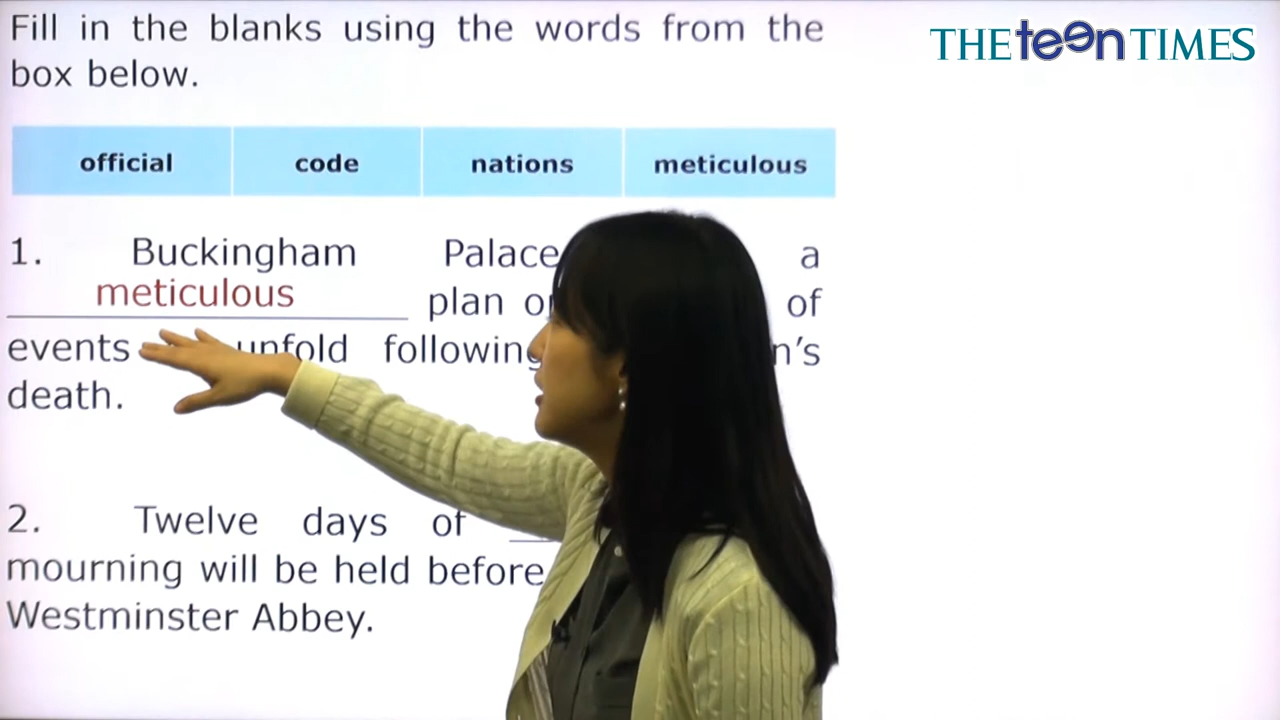 Fill in the blanks using the words from the
THE teen TIMES
box below.
official code nations meticulous
1. Buckingham Palace a
meticulous plan of
events unfold following
death.
2. Twelve days of
mourning will be held before
Westminster Abbey.